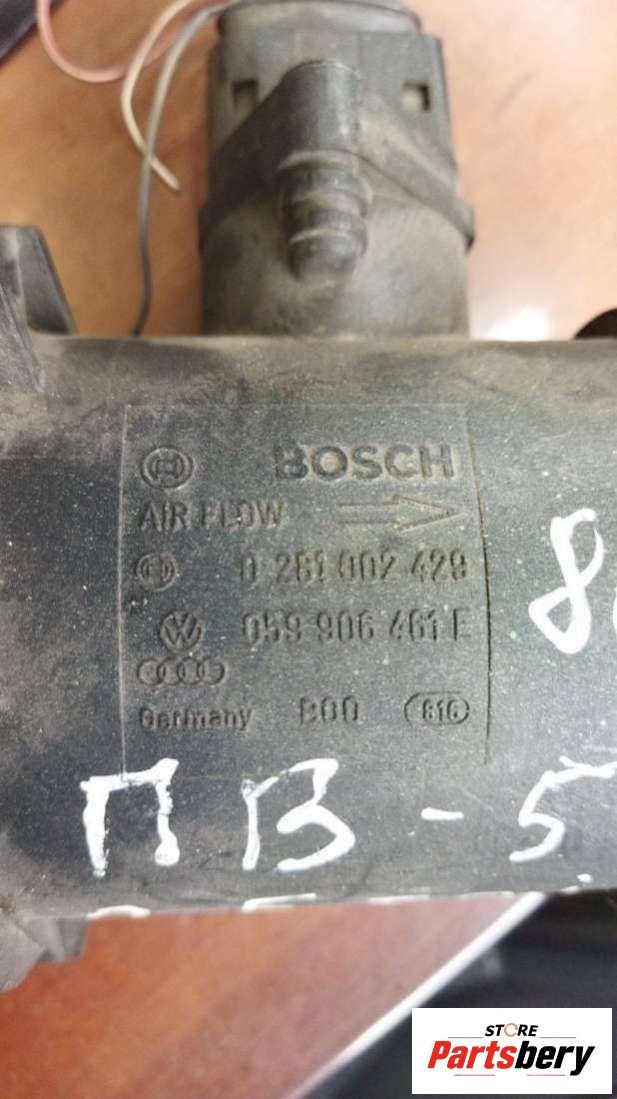 BOSCH
AIR FLOW
0 281 002 429
059 906 461 E
Germany B00 816
ПВ-5
STORE
Partsbery